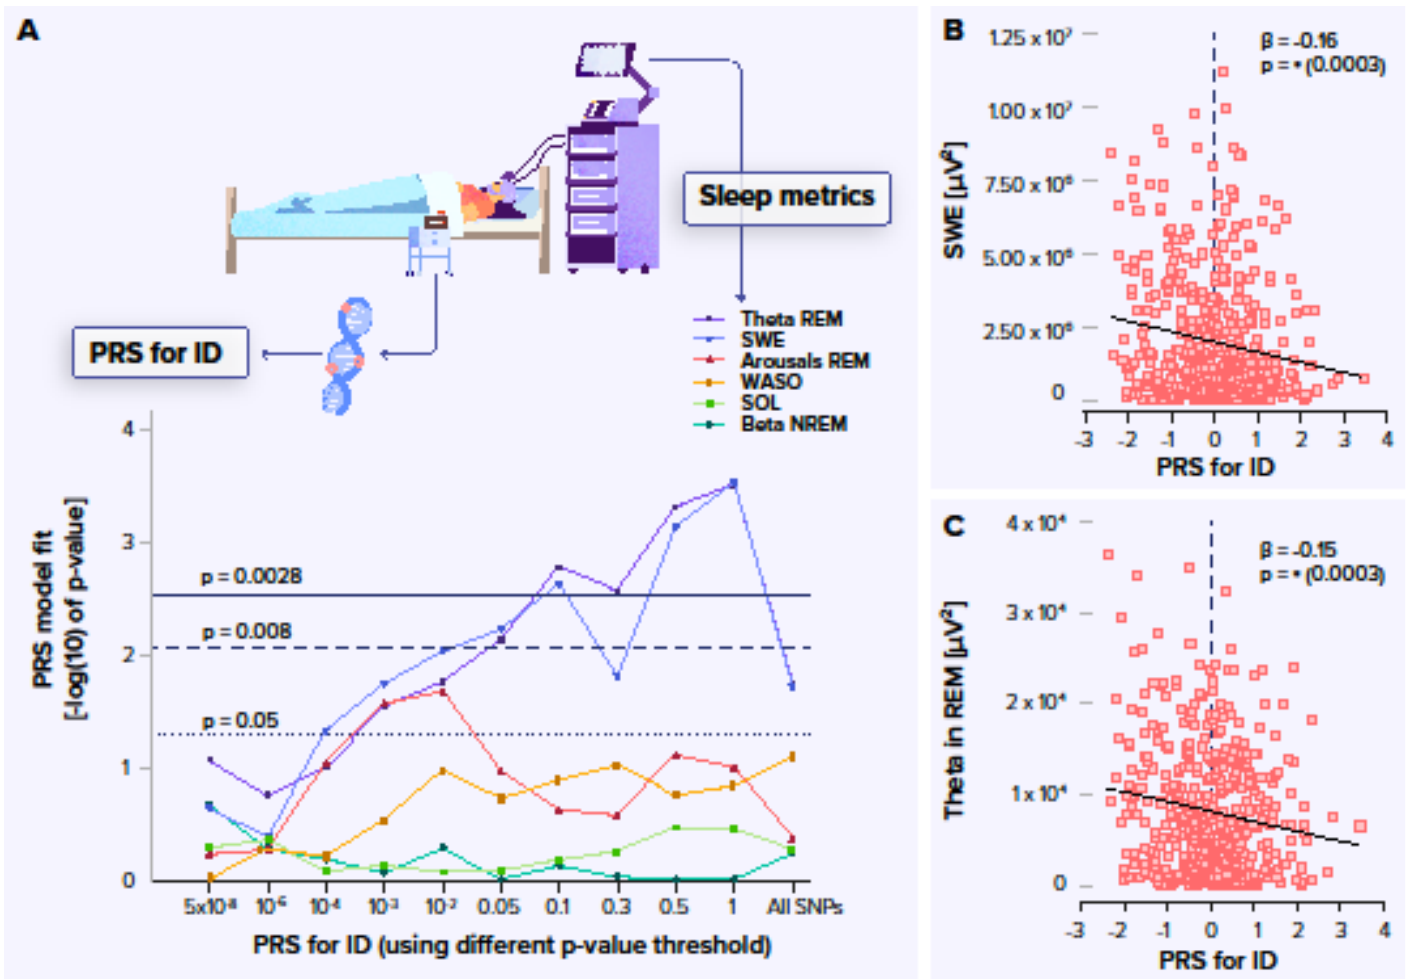 A
Sleep metrics
PRS for ID
Theta REM
SWE
Arousals REM
WASO
SOL
Beta NREM
PRS model fit
[-log(10) of p-value]
4
3
2
1
0
p = 0.0028
p = 0.008
p = 0.05
5x10⁻⁸ 10⁻⁶ 10⁻⁴ 10⁻³ 10⁻² 0.05 0.1 0.3 0.5 1 All SNPs
PRS for ID (using different p-value threshold)
B
SWE [µV²]
1.25 x 10⁷
1.00 x 10⁷
7.50 x 10⁶
5.00 x 10⁶
2.50 x 10⁶
0
β = -0.16
p = * (0.0003)
-3 -2 -1 0 1 2 3 4
PRS for ID
C
Theta in REM [µV²]
4 x 10⁴
3 x 10⁴
2 x 10⁴
1 x 10⁴
0
β = -0.15
p = * (0.0003)
-3 -2 -1 0 1 2 3 4
PRS for ID